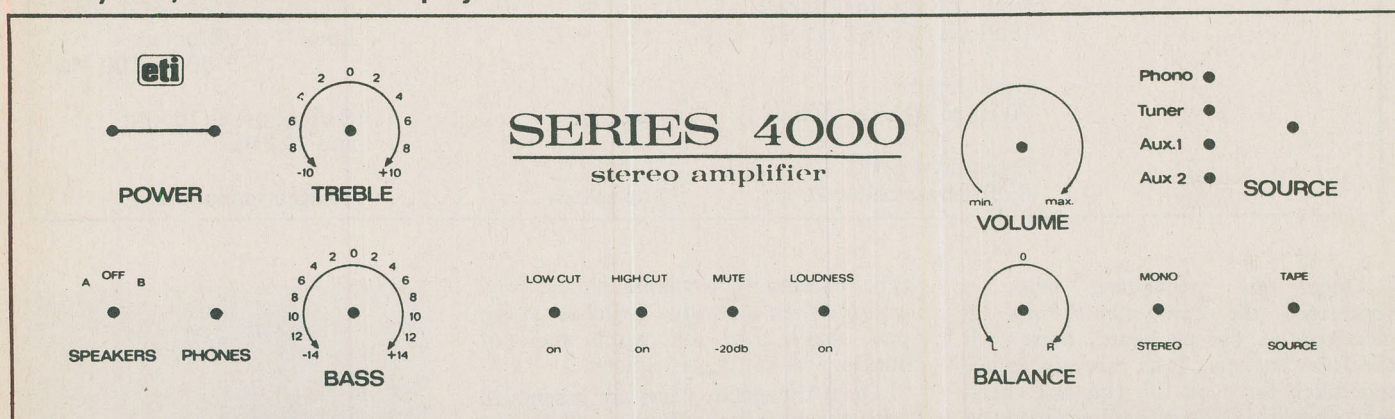 eti
POWER
2 0 2
4 4
6 6
8 8
-10 +10
TREBLE
SERIES 4000
stereo amplifier
min. max.
VOLUME
Phono
Tuner
Aux.1
Aux 2
SOURCE
A OFF B
SPEAKERS
PHONES
2 0 2
4 4
6 6
8 8
10 10
12 12
-14 +14
BASS
LOW CUT HIGH CUT MUTE LOUDNESS
on on -20db on
0
L R
BALANCE
MONO
STEREO
TAPE
SOURCE